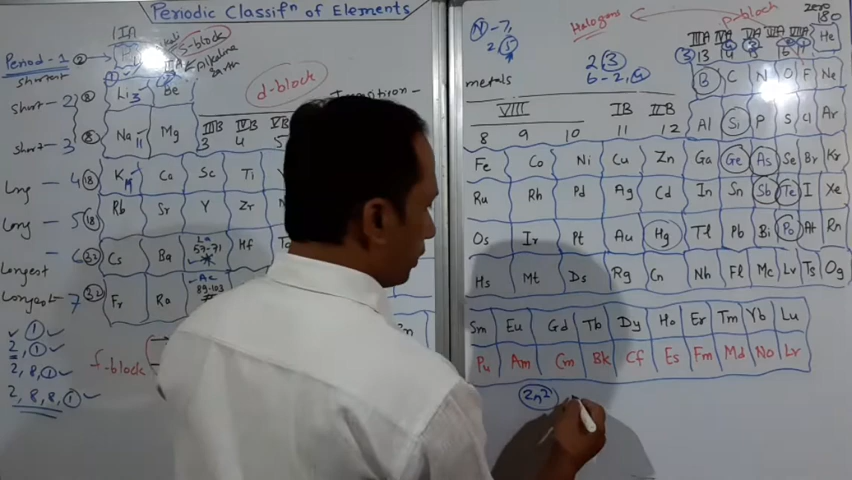 Periodic Classifⁿ of Elements
IA
s-block
Alkaline
Earth
IIA
d-block
Transition -
Period - 1 ②
shortest
short - 2 ⑧
short - 3 ⑧
Long - 4 ⑱
Long - 5 ⑱
Longest - 6 ㉜
Longest - 7 ㉜
Li 3 Be
Na 11 Mg
IIIB IVB VB
3 4 5
K 19 Ca Sc Ti
Rb Sr Y Zr
Cs Ba La 57-71 * Hf Ta
Fr Ra Ac 89-103
f-block
①
2, ①
2, 8, ①
2, 8, 8, ①
N - 7,
2 ⑤
Halogens
p-block
zero
18 0
2 ③
6 - 2, ④
metals
IIIA IVA VA VIA VIIA
③ 13
He
B C N O F Ne
Al Si P S Cl Ar
VIII IB IIB
8 9 10 11 12
Fe Co Ni Cu Zn Ga Ge As Se Br Kr
Ru Rh Pd Ag Cd In Sn Sb Te I Xe
Os Ir Pt Au Hg Tl Pb Bi Po At Rn
Hs Mt Ds Rg Cn Nh Fl Mc Lv Ts Og
Sm Eu Gd Tb Dy Ho Er Tm Yb Lu
Pu Am Cm Bk Cf Es Fm Md No Lr
2n²